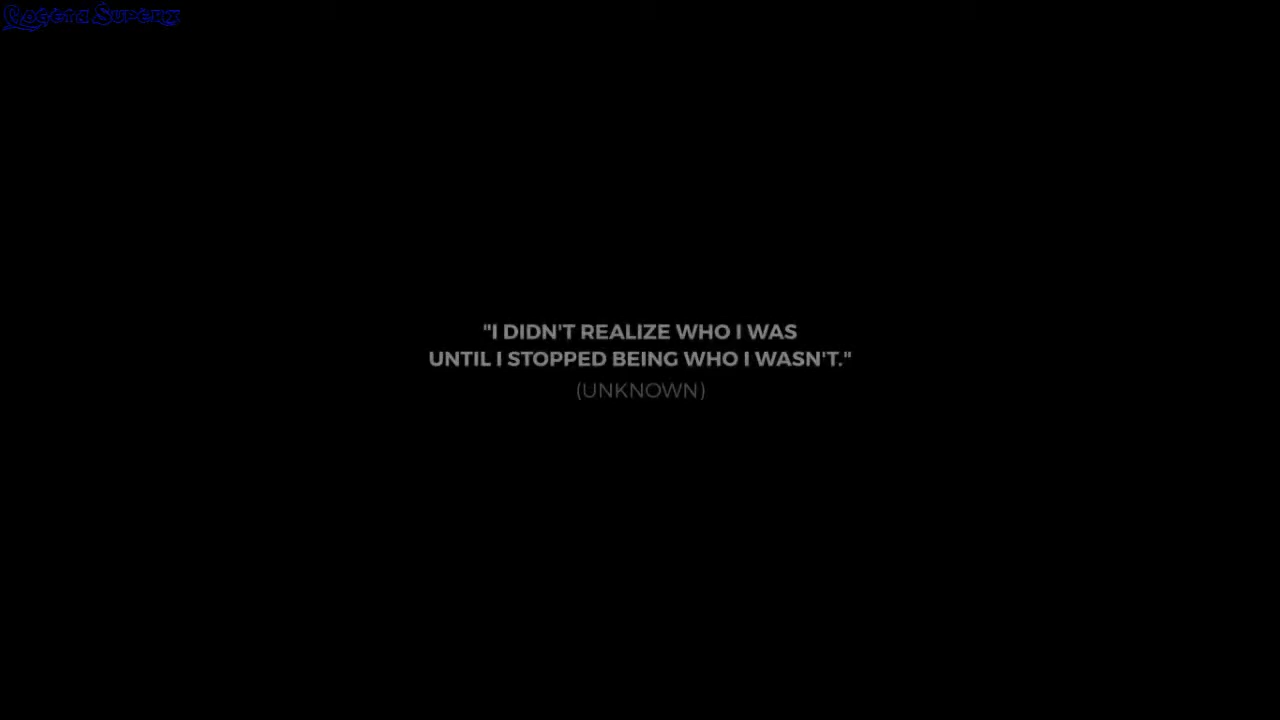 "I DIDN'T REALIZE WHO I WAS
UNTIL I STOPPED BEING WHO I WASN'T."
(UNKNOWN)